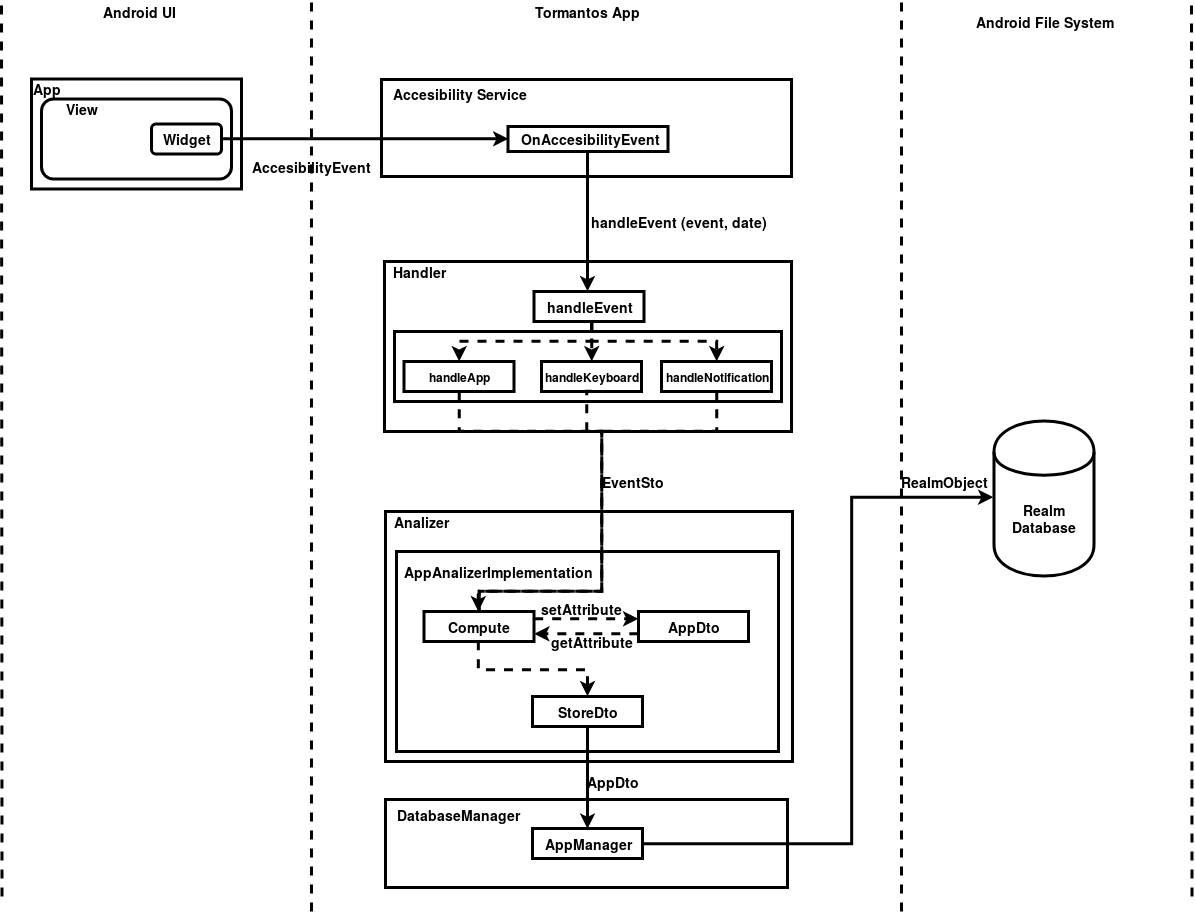 Android UI
Tormantos App
Android File System
App
View
Widget
AccesibilityEvent
Accesibility Service
OnAccesibilityEvent
handleEvent (event, date)
Handler
handleEvent
handleApp
handleKeyboard
handleNotification
EventSto
Analizer
AppAnalizerImplementation
Compute
setAttribute
getAttribute
AppDto
StoreDto
AppDto
DatabaseManager
AppManager
RealmObject
Realm
Database